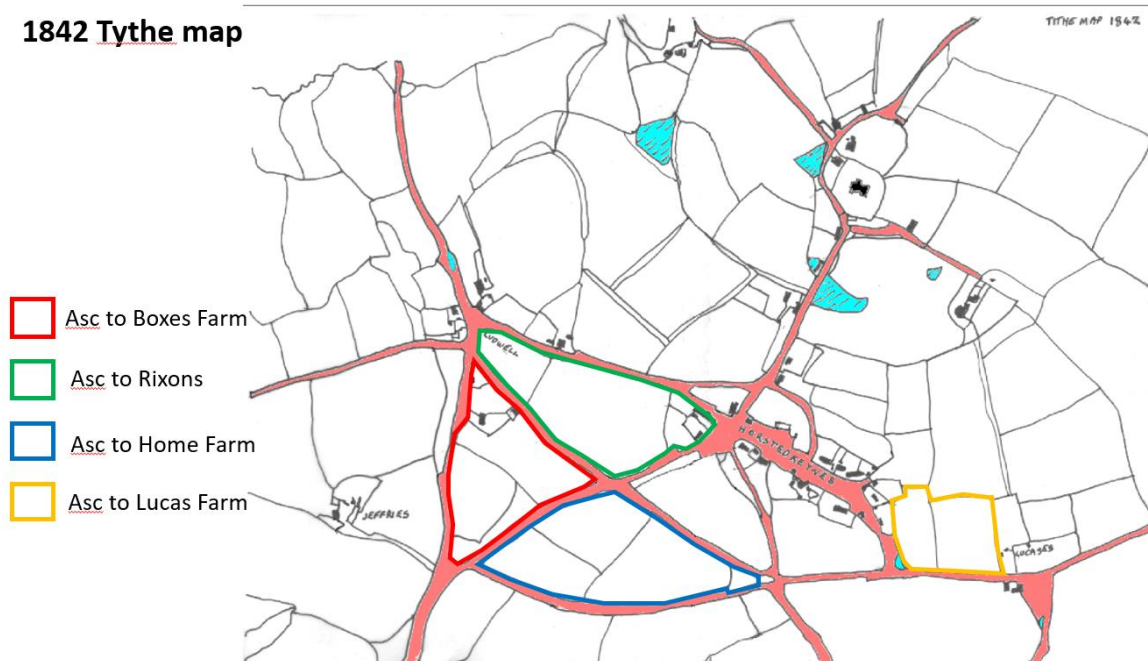 1842 Tythe map
TITHE MAP 1842
Asc to Boxes Farm
Asc to Rixons
Asc to Home Farm
Asc to Lucas Farm
LUDWELL
HORSTED KEYNES
JEFFRIES
LUCASES